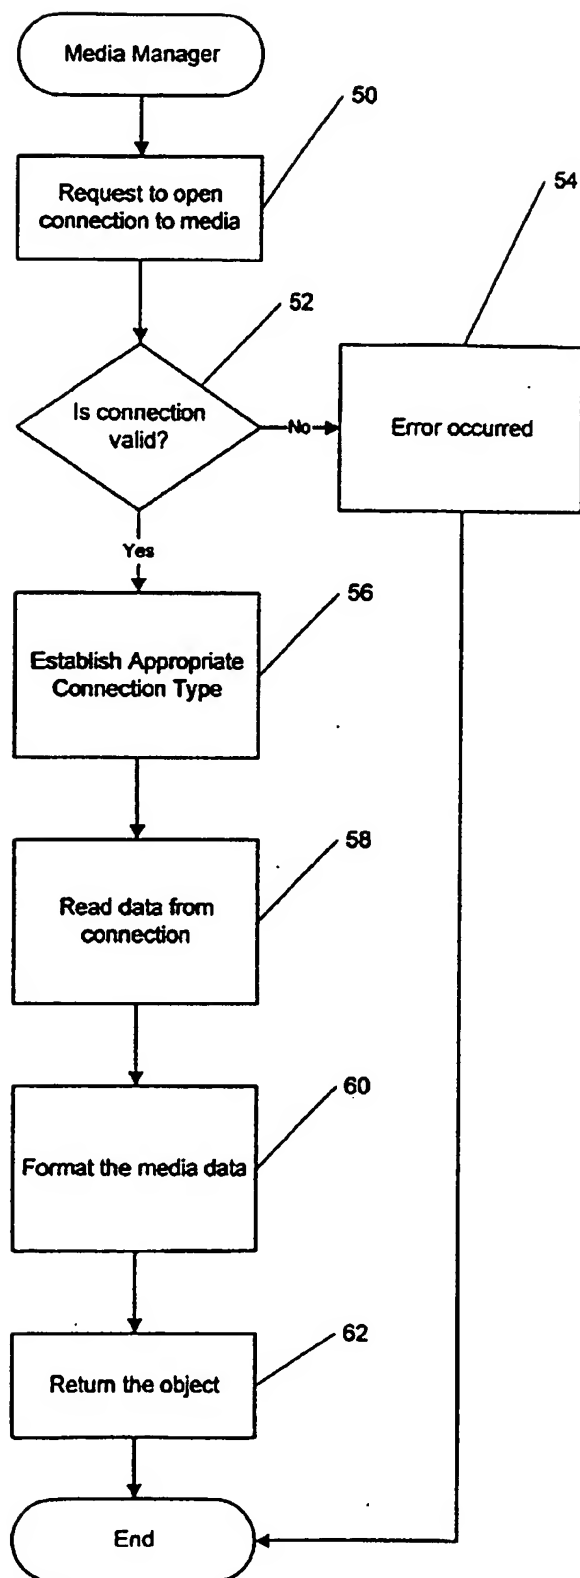 Media Manager
50
Request to open
connection to media
54
52
Is connection
valid?
No
Error occurred
Yes
56
Establish Appropriate
Connection Type
58
Read data from
connection
60
Format the media data
62
Return the object
End